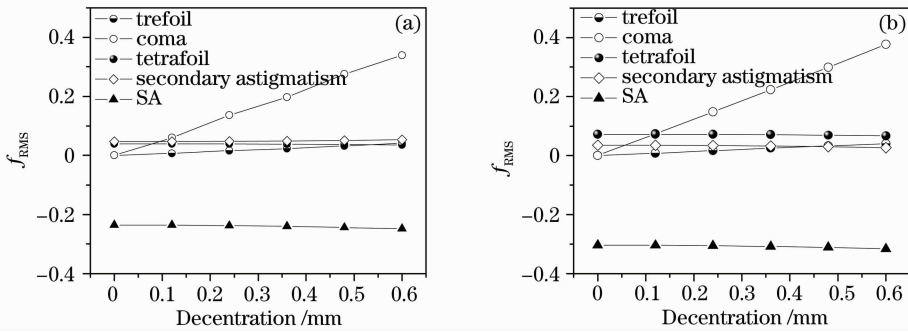 (a)
trefoil
coma
tetrafoil
secondary astigmatism
SA
0.4
0.2
0
−0.2
−0.4
f_RMS
0 0.1 0.2 0.3 0.4 0.5 0.6
Decentration /mm
(b)
trefoil
coma
tetrafoil
secondary astigmatism
SA
0.4
0.2
0
−0.2
−0.4
f_RMS
0 0.1 0.2 0.3 0.4 0.5 0.6
Decentration /mm